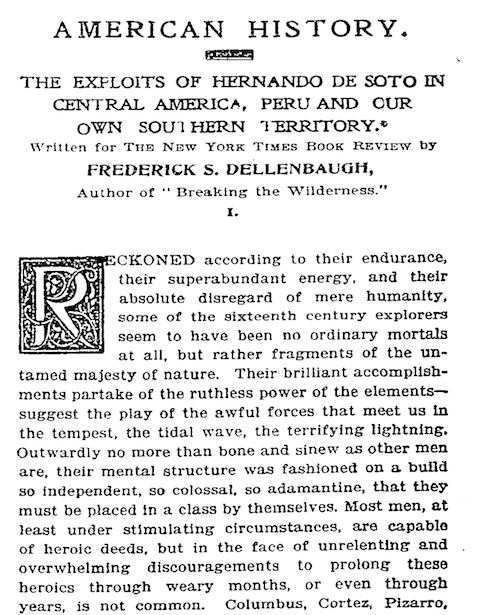 AMERICAN HISTORY.
THE EXPLOITS OF HERNANDO DE SOTO IN
CENTRAL AMERICA, PERU AND OUR
OWN SOUTHERN TERRITORY.*
Written for THE NEW YORK TIMES BOOK REVIEW by
FREDERICK S. DELLENBAUGH,
Author of "Breaking the Wilderness."
I.
RECKONED according to their endurance,
their superabundant energy, and their
absolute disregard of mere humanity,
some of the sixteenth century explorers
seem to have been no ordinary mortals
at all, but rather fragments of the un-
tamed majesty of nature. Their brilliant accomplish-
ments partake of the ruthless power of the elements—
suggest the play of the awful forces that meet us in
the tempest, the tidal wave, the terrifying lightning.
Outwardly no more than bone and sinew as other men
are, their mental structure was fashioned on a build
so independent, so colossal, so adamantine, that they
must be placed in a class by themselves. Most men, at
least under stimulating circumstances, are capable
of heroic deeds, but in the face of unrelenting and
overwhelming discouragements to prolong these
heroics through weary months, or even through
years, is not common. Columbus, Cortez, Pizarro,